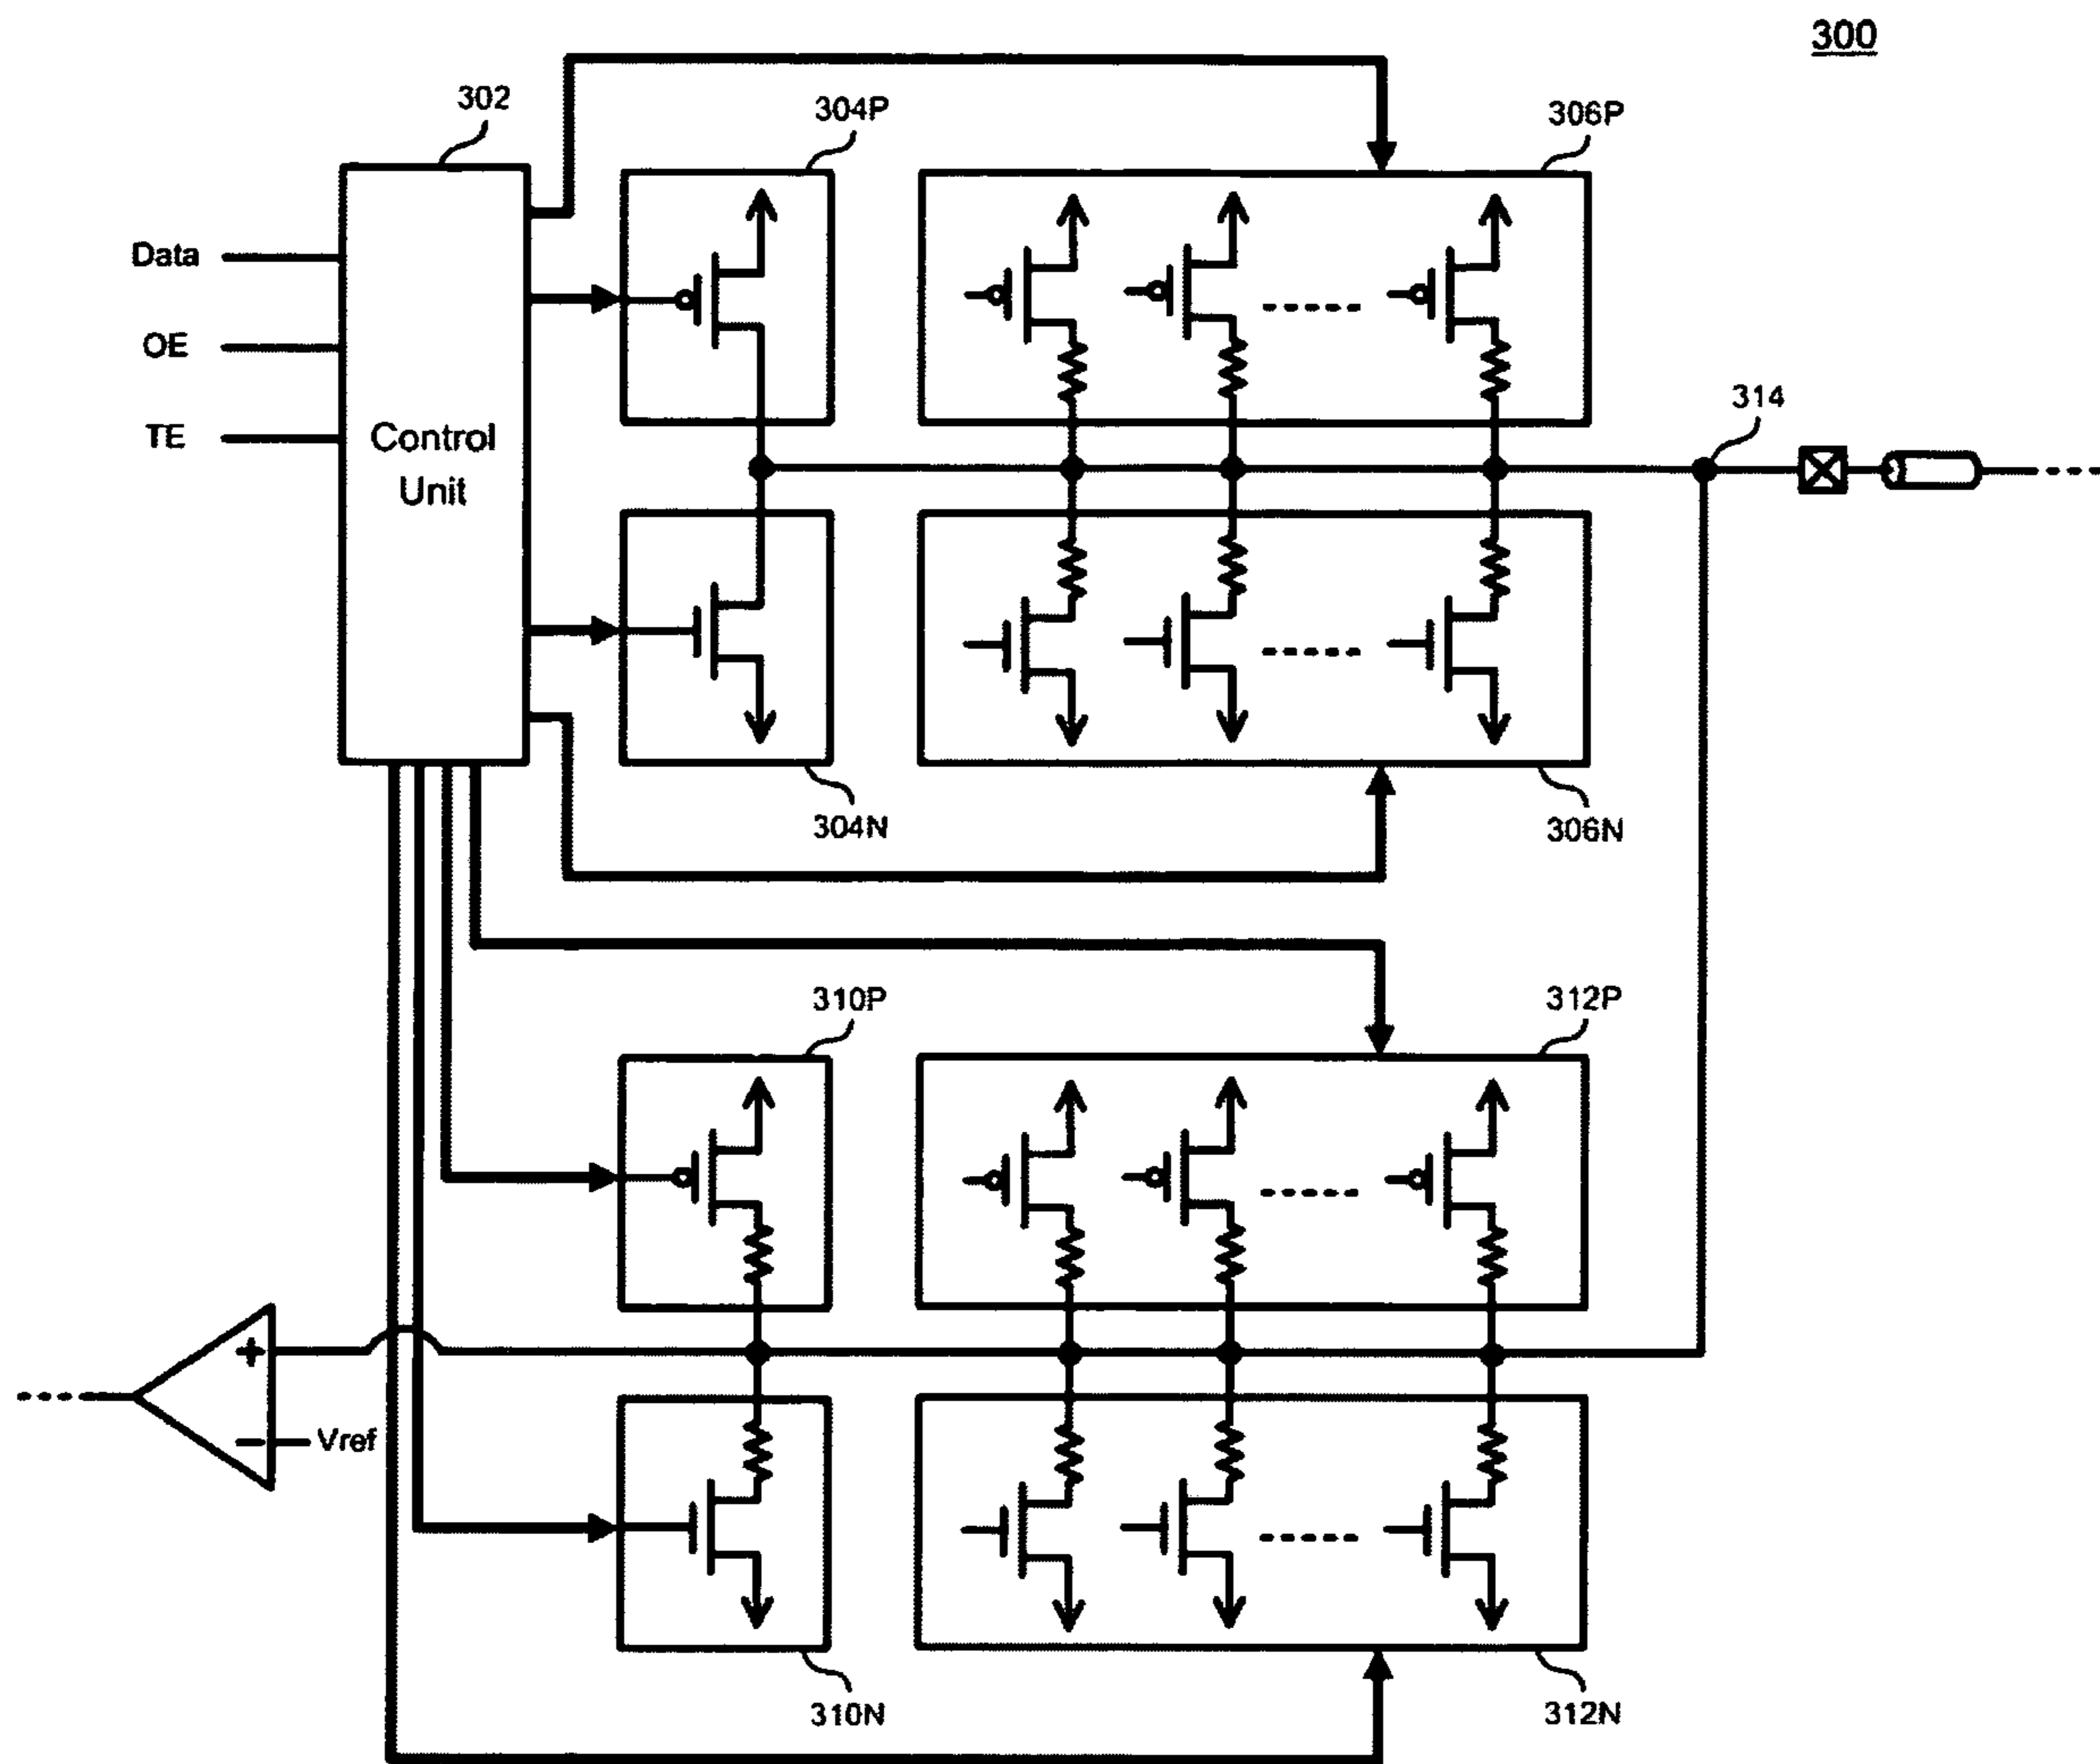 300
302
304P
306P
Data
OE
TE
Control
Unit
314
304N
306N
310P
312P
+
− Vref
310N
312N